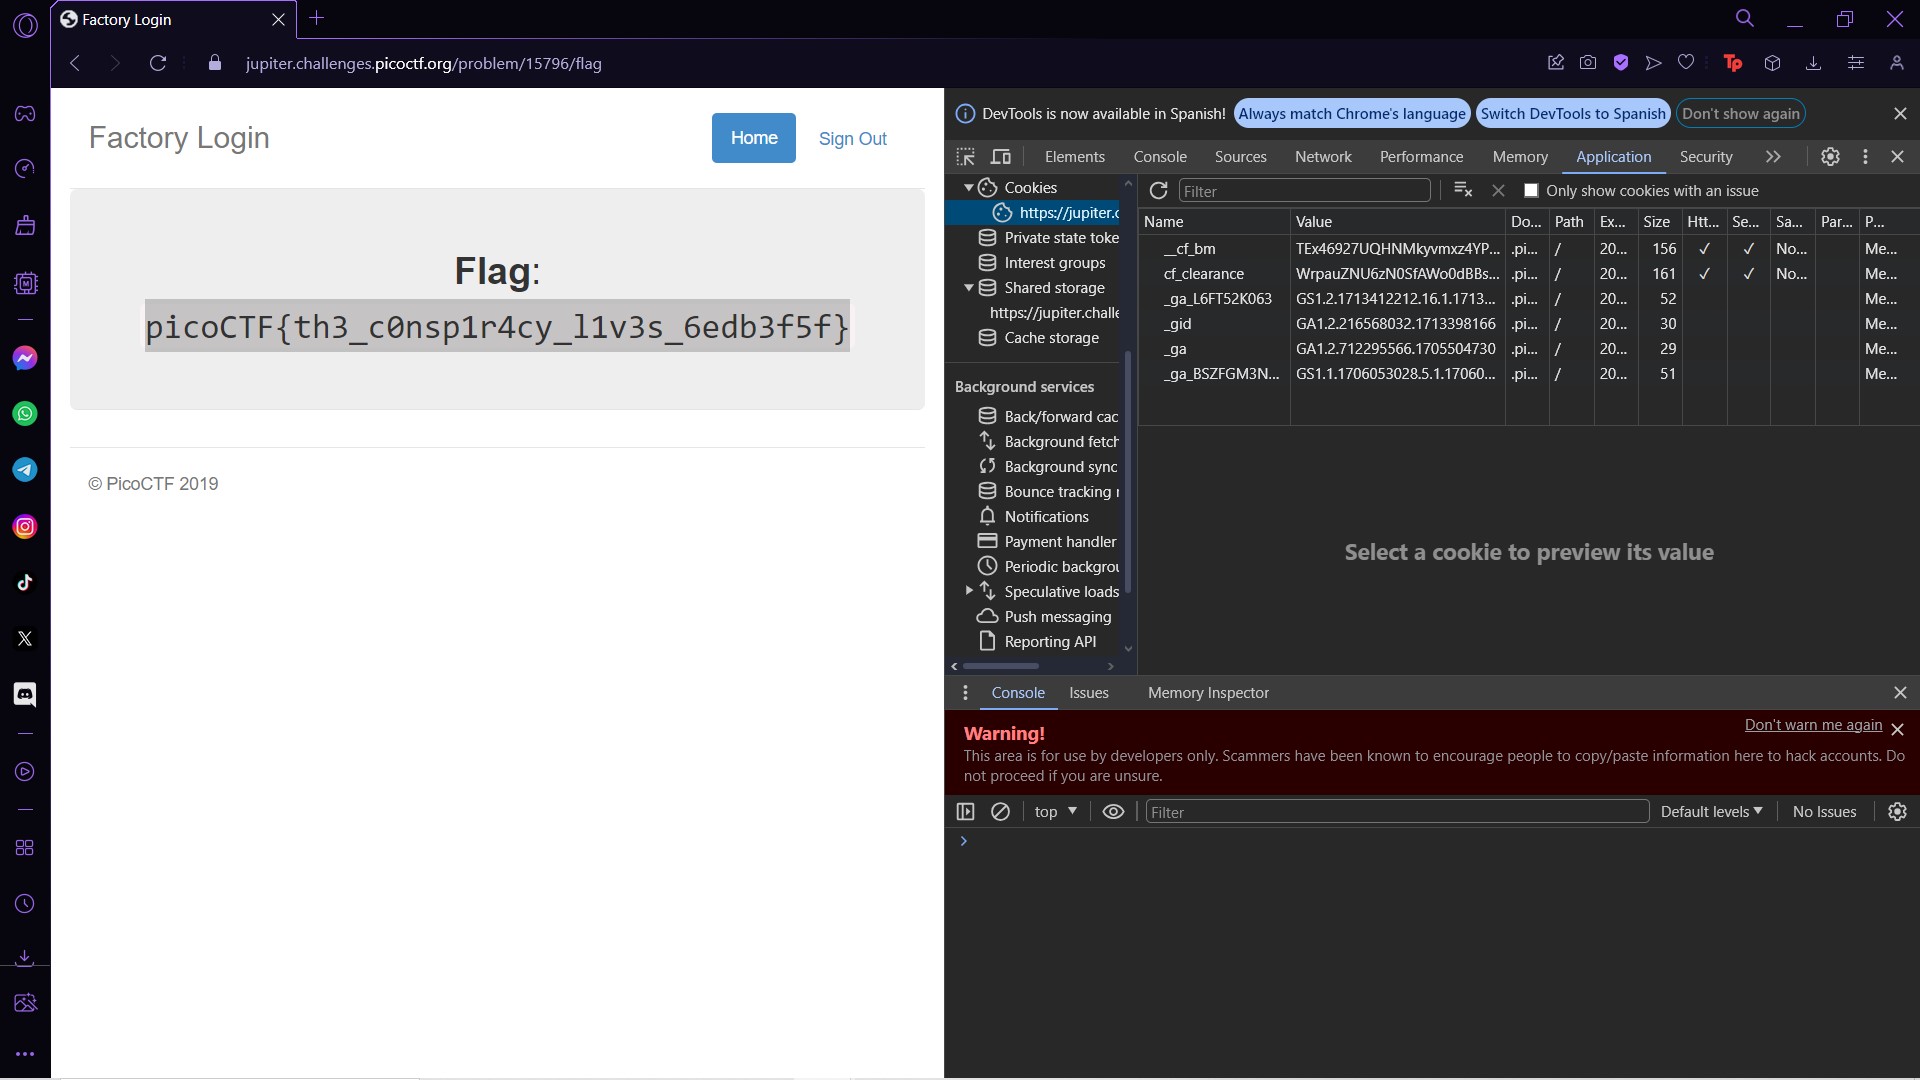 Factory Login
jupiter.challenges.picoctf.org/problem/15796/flag
Factory Login
Home
Sign Out
Flag:
picoCTF{th3_c0nsp1r4cy_l1v3s_6edb3f5f}
© PicoCTF 2019
DevTools is now available in Spanish! Always match Chrome's language Switch DevTools to Spanish Don't show again
Elements Console Sources Network Performance Memory Application Security
Cookies
https://jupiter.c
Private state toke
Interest groups
Shared storage
https://jupiter.challe
Cache storage
Background services
Back/forward cac
Background fetch
Background sync
Bounce tracking
Notifications
Payment handler
Periodic backgrou
Speculative loads
Push messaging
Reporting API
Filter
Only show cookies with an issue
Name Value Do... Path Ex... Size Htt... Se... Sa... Par... P...
__cf_bm TEx46927UQHNMkyvmxz4YP... .pi... / 20... 156 ✓ ✓ No... Me...
cf_clearance WrpauZNU6zN0SfAWo0dBBs... .pi... / 20... 161 ✓ ✓ No... Me...
_ga_L6FT52K063 GS1.2.1713412212.16.1.1713... .pi... / 20... 52 Me...
_gid GA1.2.216568032.1713398166 .pi... / 20... 30 Me...
_ga GA1.2.712295566.1705504730 .pi... / 20... 29 Me...
_ga_BSZFGM3N... GS1.1.1706053028.5.1.17060... .pi... / 20... 51 Me...
Select a cookie to preview its value
Console Issues Memory Inspector
Warning!
Don't warn me again
This area is for use by developers only. Scammers have been known to encourage people to copy/paste information here to hack accounts. Do
not proceed if you are unsure.
top
Filter
Default levels
No Issues